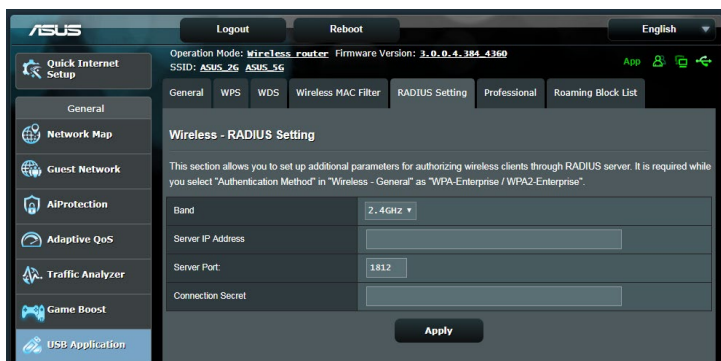 ASUS
Logout
Reboot
English
Quick Internet
Setup
Operation Mode: Wireless router Firmware Version: 3.0.0.4.384_4360
SSID: ASUS_2G ASUS_5G
App
General
WPS
WDS
Wireless MAC Filter
RADIUS Setting
Professional
Roaming Block List
General
Network Map
Guest Network
AiProtection
Adaptive QoS
Traffic Analyzer
Game Boost
USB Application
Wireless - RADIUS Setting
This section allows you to set up additional parameters for authorizing wireless clients through RADIUS server. It is required while
you select "Authentication Method" in "Wireless - General" as "WPA-Enterprise / WPA2-Enterprise".
Band
2.4GHz
Server IP Address
Server Port:
1812
Connection Secret
Apply